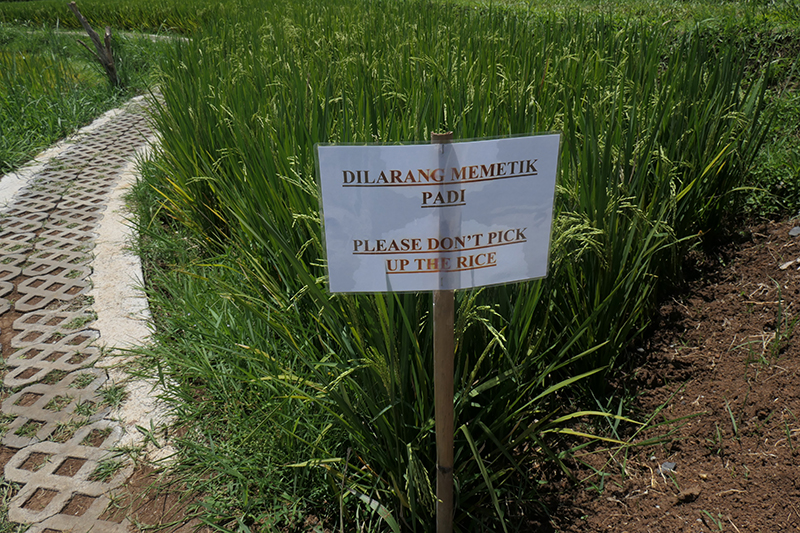 DILARANG MEMETIK
PADI
PLEASE DON'T PICK
UP THE RICE